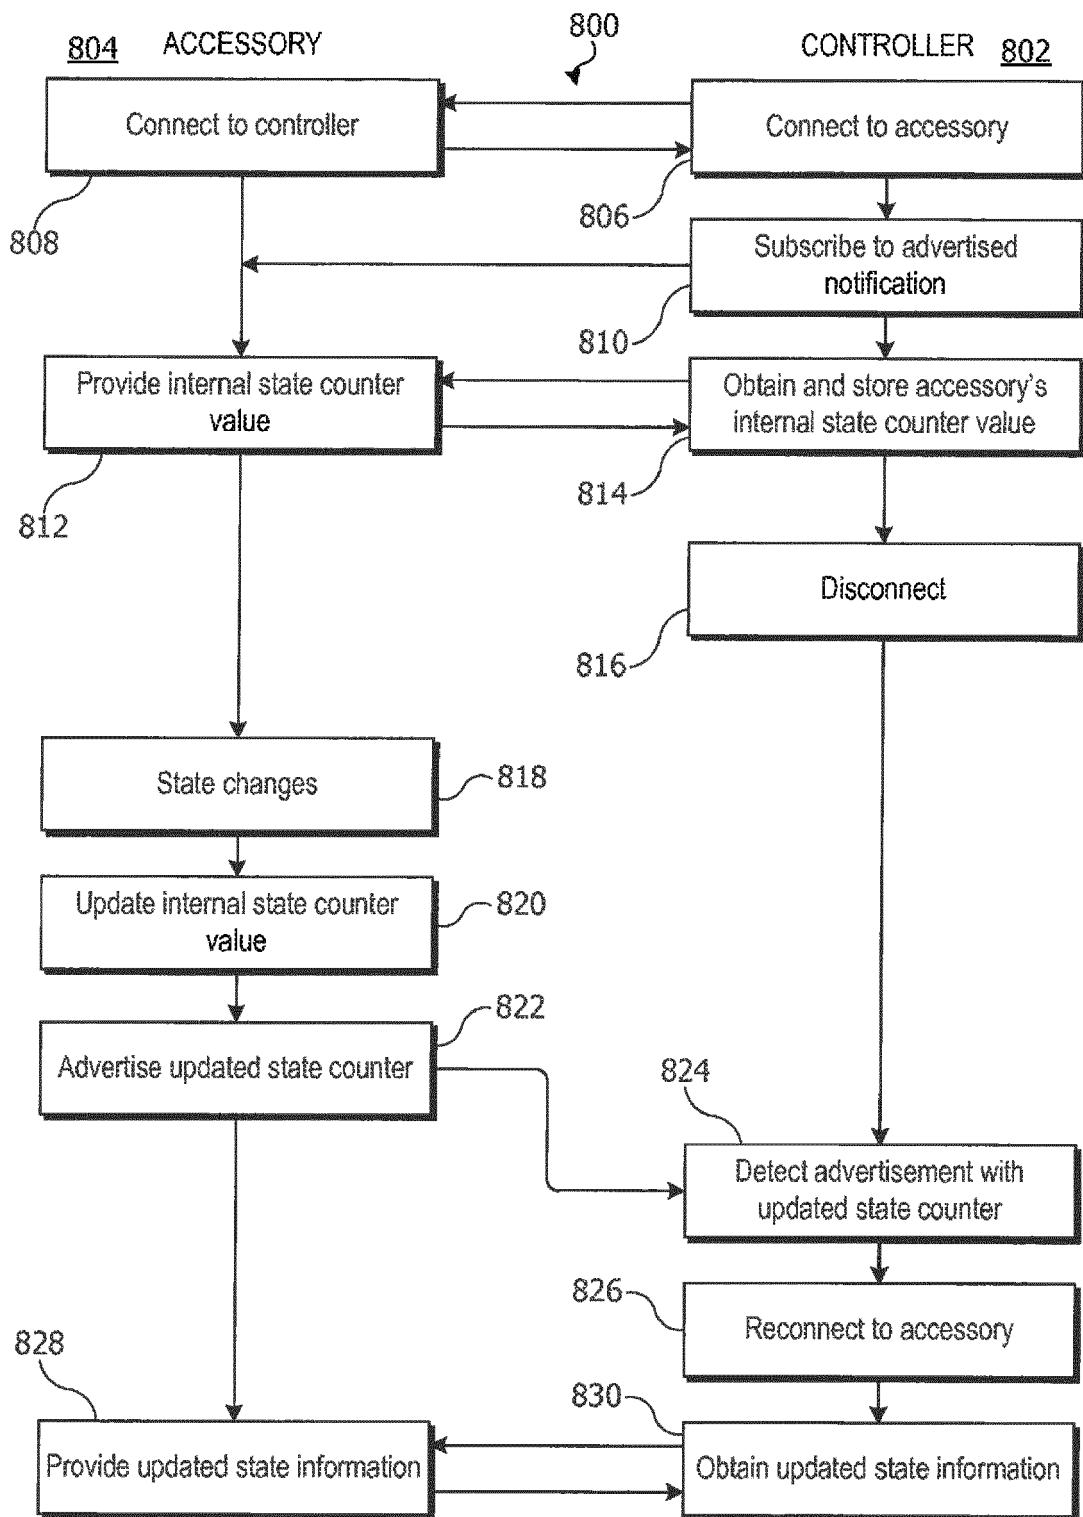 804 ACCESSORY
800
CONTROLLER 802
Connect to controller
Connect to accessory
808
806
Subscribe to advertised
notification
810
Provide internal state counter
value
Obtain and store accessory's
internal state counter value
812
814
Disconnect
816
State changes
818
Update internal state counter
value
820
822
Advertise updated state counter
824
Detect advertisement with
updated state counter
826
Reconnect to accessory
828
830
Provide updated state information
Obtain updated state information